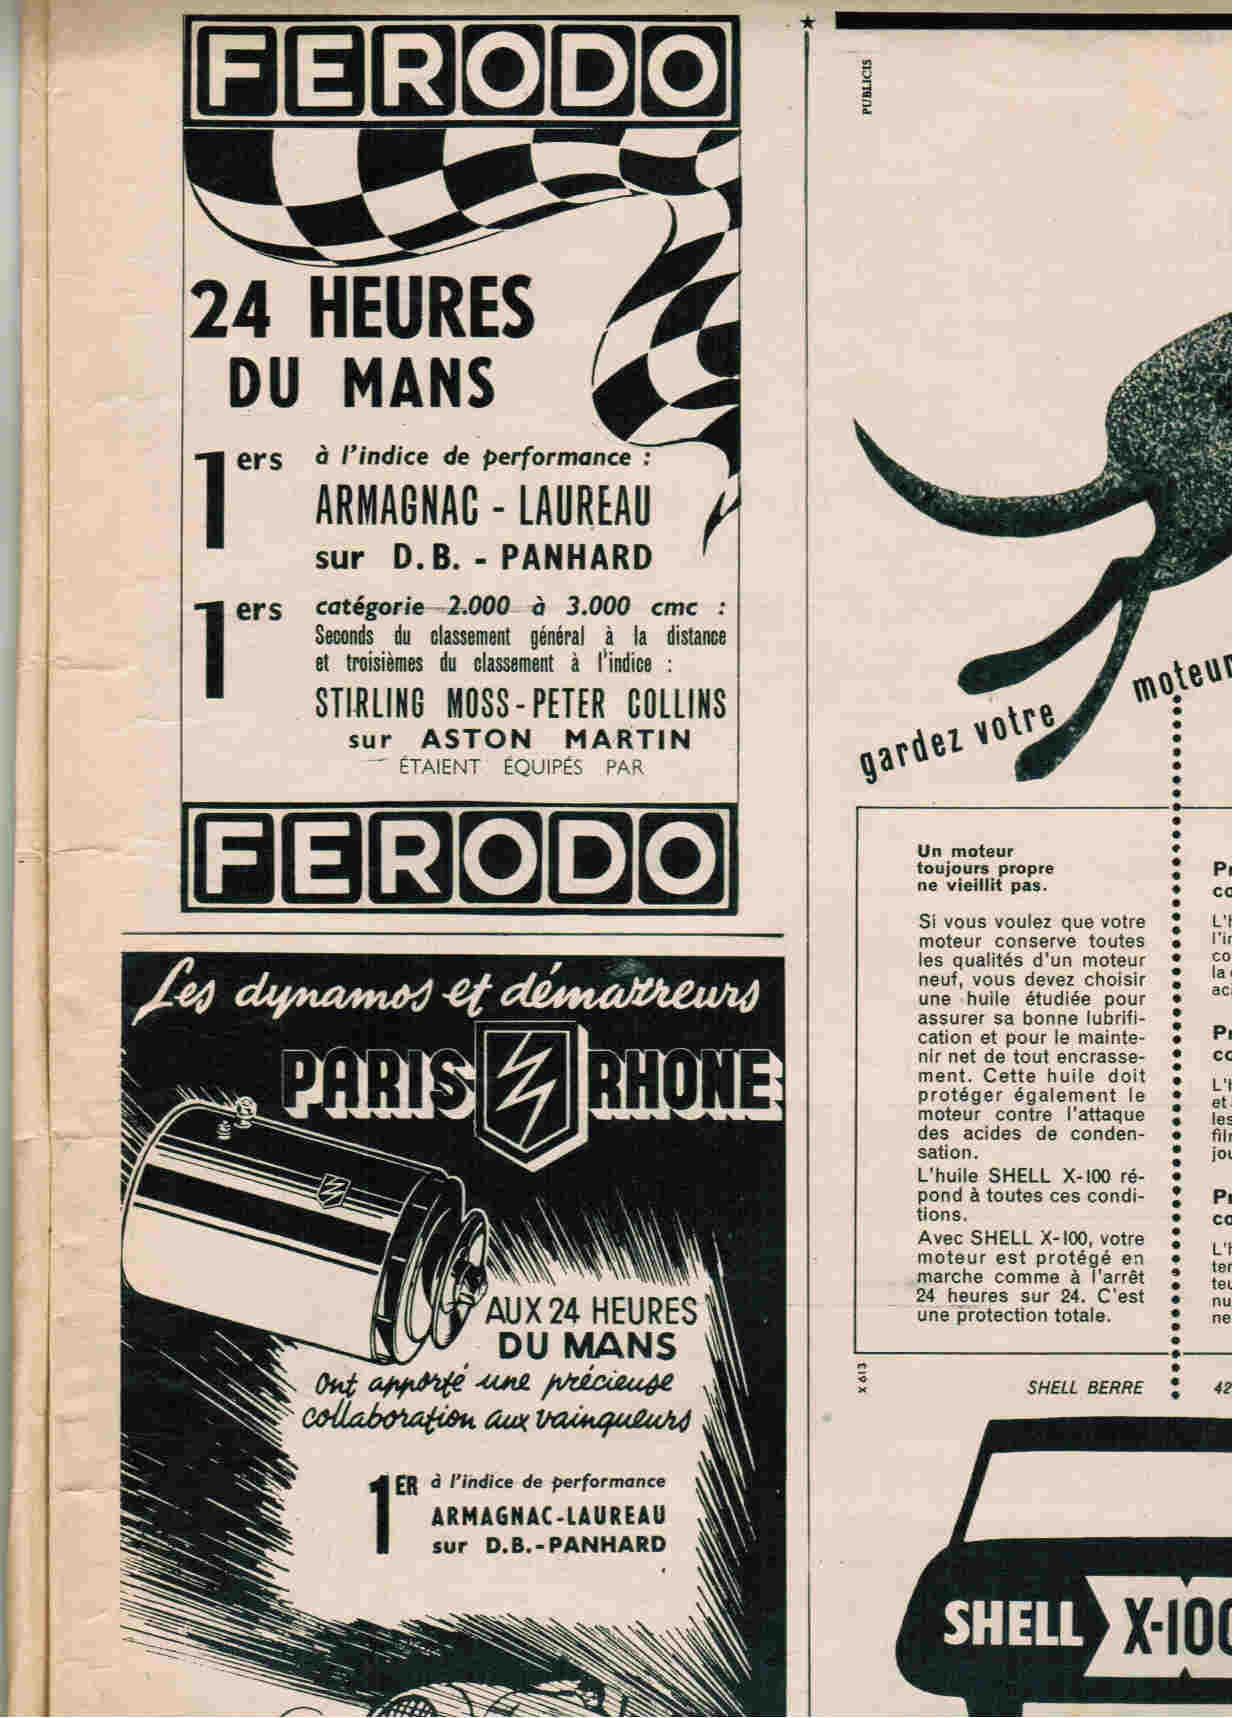 FERODO
24 HEURES
DU MANS
1ers à l'indice de performance :
ARMAGNAC - LAUREAU
sur D.B. - PANHARD
1ers catégorie 2.000 à 3.000 cmc :
Seconds du classement général à la distance
et troisièmes du classement à l'indice :
STIRLING MOSS - PETER COLLINS
sur ASTON MARTIN
ÉTAIENT ÉQUIPÉS PAR
FERODO
Les dynamos et démarreurs
PARIS RHONE
AUX 24 HEURES
DU MANS
Ont apporté une précieuse
collaboration aux vainqueurs
1ER à l'indice de performance
ARMAGNAC-LAUREAU
sur D.B.-PANHARD
PUBLICIS
gardez votre moteur
Un moteur
toujours propre
ne vieillit pas.
Si vous voulez que votre
moteur conserve toutes
les qualités d'un moteur
neuf, vous devez choisir
une huile étudiée pour
assurer sa bonne lubrifi-
cation et pour le mainte-
nir net de tout encrasse-
ment. Cette huile doit
protéger également le
moteur contre l'attaque
des acides de conden-
sation.
L'huile SHELL X-100 ré-
pond à toutes ces condi-
tions.
Avec SHELL X-100, votre
moteur est protégé en
marche comme à l'arrêt
24 heures sur 24. C'est
une protection totale.
X 613
SHELL BERRE
42
SHELL X-100